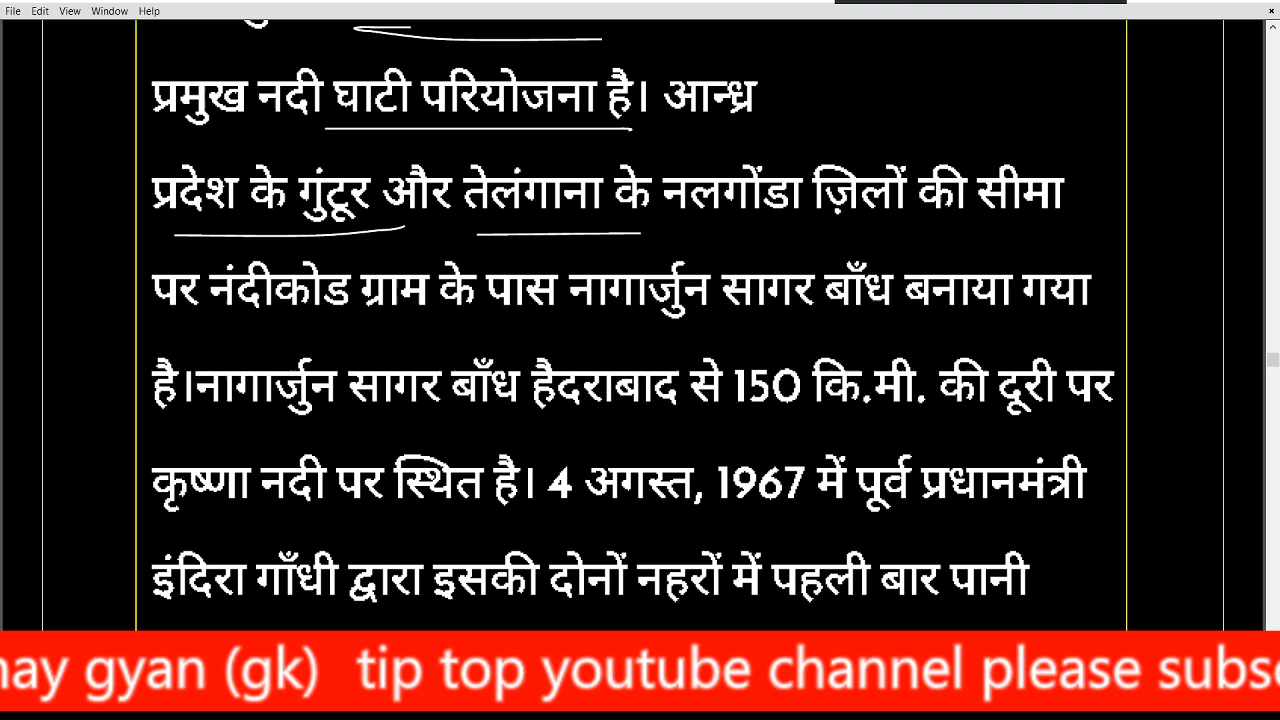 File Edit View Window Help
प्रमुख नदी घाटी परियोजना है। आन्ध्र
प्रदेश के गुंटूर और तेलंगाना के नलगोंडा ज़िलों की सीमा
पर नंदीकोड ग्राम के पास नागार्जुन सागर बाँध बनाया गया
है।नागार्जुन सागर बाँध हैदराबाद से 150 कि.मी. की दूरी पर
कृष्णा नदी पर स्थित है। 4 अगस्त, 1967 में पूर्व प्रधानमंत्री
इंदिरा गाँधी द्वारा इसकी दोनों नहरों में पहली बार पानी
nay gyan (gk) tip top youtube channel please subsc